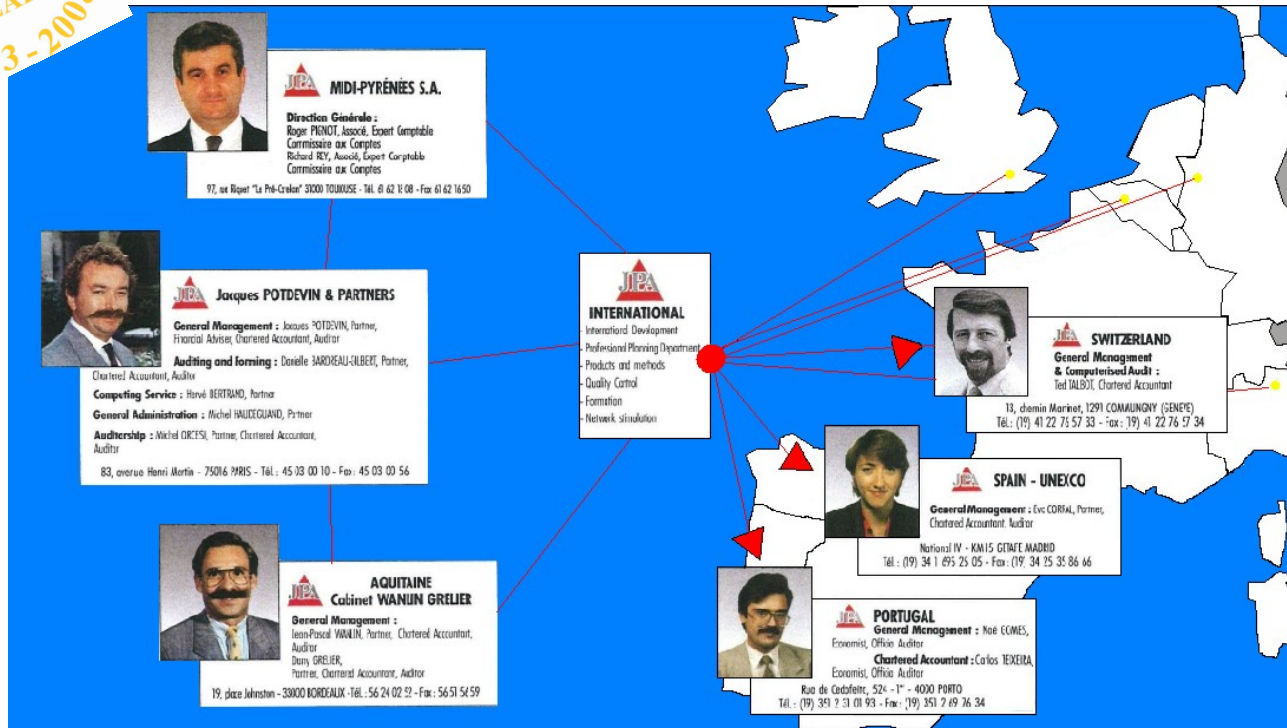 3 - 200
JPA
MIDI-PYRÉNÉES S.A.
Direction Générale :
Roger PIGNOT, Associé, Expert Comptable
Commissaire aux Comptes
Richard REY, Associé, Expert Comptable
Commissaire aux Comptes
97, rue Riquet "Le Pré-Catelan" 31000 TOULOUSE - Tél. 61 62 08 - Fax 61 62 16 50
JPA
Jacques POTDEVIN & PARTNERS
General Management : Jacques POTDEVIN, Partner,
Financial Adviser, Chartered Accountant, Auditor
Auditing and forming : Danielle Partner,
Chartered Accountant, Auditor
Computing Service : Hervé BERTRAND, Partner
General Administration : Michel HAUDEGUAND, Partner
Auditorship : Michel Partner, Chartered Accountant,
Auditor
83, avenue Henri Martin - 75016 PARIS - Tél. : 45 03 00 10 - Fax : 45 03 00 56
JPA
AQUITAINE
Cabinet WANLIN GRELIER
General Management :
Jean-Pascal WANLIN, Partner, Chartered Accountant,
Auditor
Dany GRELIER,
Partner, Chartered Accountant, Auditor
19, place Johnston - 33000 BORDEAUX - Tél. : 56 24 02 - Fax : 56 51 54 59
JPA
INTERNATIONAL
- International Development
- Professional Planning Department
- Products and methods
- Quality Control
- Formation
- Network stimulation
JPA
SWITZERLAND
General Management
& Computerised Audit :
Ted TALBOT, Chartered Accountant
13, chemin Marinet, 1291 COMMUNGNY (GENEVE)
Tél. : (19) 41 22 76 57 33 - Fax : (19) 41 22 76 57 34
JPA
SPAIN - UNEXCO
General Management : Eva CORRAL, Partner,
Chartered Accountant, Auditor
National IV - KM15 GETAFE MADRID
Tél. : (19) 34 1 695 25 05 - Fax : (19) 34 25 35 86 66
JPA
PORTUGAL
General Management : Noé GOMES,
Economist, Official Auditor
Chartered Accountant : Carlos TEIXEIRA,
Economist, Official Auditor
Rua de Cedofeita, 524 - 1° - 4000 PORTO
Tél. : (19) 351 2 31 01 93 - Fax : (19) 351 2 69 76 34